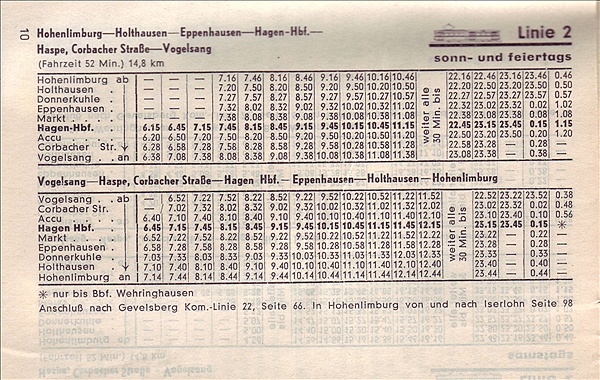 10
Hohenlimburg—Holthausen—Eppenhausen—Hagen-Hbf.—
Haspe, Corbacher Straße—Vogelsang
(Fahrzeit 52 Min.) 14,8 km
Linie 2
sonn- und feiertags
Hohenlimburg ab — — — 7.16 7.46 8.16 8.46 9.16 9.46 10.16 10.46 22.16 22.46 23.16 23.46 0.46
Holthausen . — — — 7.20 7.50 8.20 8.50 9.20 9.50 10.20 10.50 22.20 22.50 23.20 23.50 0.50
Donnerkuhle . — — — 7.27 7.57 8.27 8.57 9.27 9.57 10.27 10.57 22.27 22.57 23.27 23.57 0.57
Eppenhausen . — — — 7.32 8.02 8.32 9.02 9.32 10.02 10.32 11.02 22.32 23.02 23.32 0.02 1.02
Markt . . . — — — 7.38 8.08 8.38 9.08 9.38 10.08 10.38 11.08 22.38 23.08 23.38 0.08 1.08
Hagen-Hbf. . 6.15 6.45 7.15 7.45 8.15 8.45 9.15 9.45 10.15 10.45 11.15 22.45 23.15 23.45 0.15 1.15
Accu . . . 6.20 6.50 7.20 7.50 8.20 8.50 9.20 9.50 10.20 10.50 11.20 22.50 23.20 23.50 0.20 1.20
Corbacher Str. 6.28 6.58 7.28 7.58 8.28 8.58 9.28 9.58 10.28 10.58 11.28 22.58 23.28 — 0.28 —
Vogelsang . an 6.38 7.08 7.38 8.08 8.38 9.08 9.38 10.08 10.38 11.08 11.38 23.08 23.38 — 0.38 —
weiter alle
30 Min. bis
Vogelsang—Haspe, Corbacher Straße—Hagen Hbf.—Eppenhausen—Holthausen—Hohenlimburg
Vogelsang . ab — 6.52 7.22 7.52 8.22 8.52 9.22 9.52 10.22 10.52 11.22 11.52 22.52 23.22 23.52 0.38
Corbacher Str. — 7.02 7.32 8.02 8.32 9.02 9.32 10.02 10.32 11.02 11.32 12.02 23.02 23.32 0.02 0.48
Accu . . . 6.40 7.10 7.40 8.10 8.40 9.10 9.40 10.10 10.40 11.10 11.40 12.10 23.10 23.40 0.10 0.56
Hagen Hbf. . 6.45 7.15 7.45 8.15 8.45 9.15 9.45 10.15 10.45 11.15 11.45 12.15 23.15 23.45 0.15 *
Markt . . . 6.52 7.22 7.52 8.22 8.52 9.22 9.52 10.22 10.52 11.22 11.52 12.22 23.22 — 0.22 —
Eppenhausen . 6.58 7.28 7.58 8.28 8.58 9.28 9.58 10.28 10.58 11.28 11.58 12.28 23.28 — 0.28 —
Donnerkuhle . 7.03 7.33 8.03 8.33 9.03 9.33 10.03 10.33 11.03 11.33 12.03 12.33 23.33 — 0.33 —
Holthausen . 7.10 7.40 8.10 8.40 9.10 9.40 10.10 10.40 11.10 11.40 12.10 12.40 23.40 — 0.40 —
Hohenlimburg an 7.14 7.44 8.14 8.44 9.14 9.44 10.14 10.44 11.14 11.44 12.14 12.44 23.44 — 0.44 —
weiter alle
30 Min. bis
* nur bis Bbf. Wehringhausen
Anschluß nach Gevelsberg Kom.-Linie 22, Seite 66. In Hohenlimburg von und nach Iserlohn Seite 98